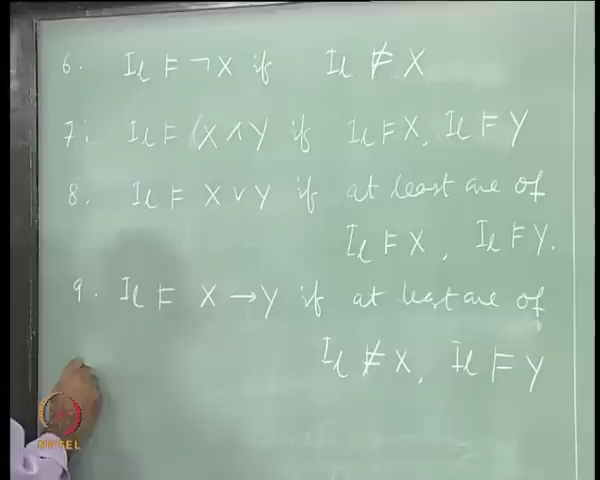 6. I_l ⊨ ¬X if I_l ⊭ X
7. I_l ⊨ (X ∧ Y if I_l ⊨ X, I_l ⊨ Y
8. I_l ⊨ X ∨ Y if at least one of
I_l ⊨ X, I_l ⊨ Y.
9. I_l ⊨ X → Y if at least one of
I_l ⊭ X, I_l ⊨ Y
NPTEL